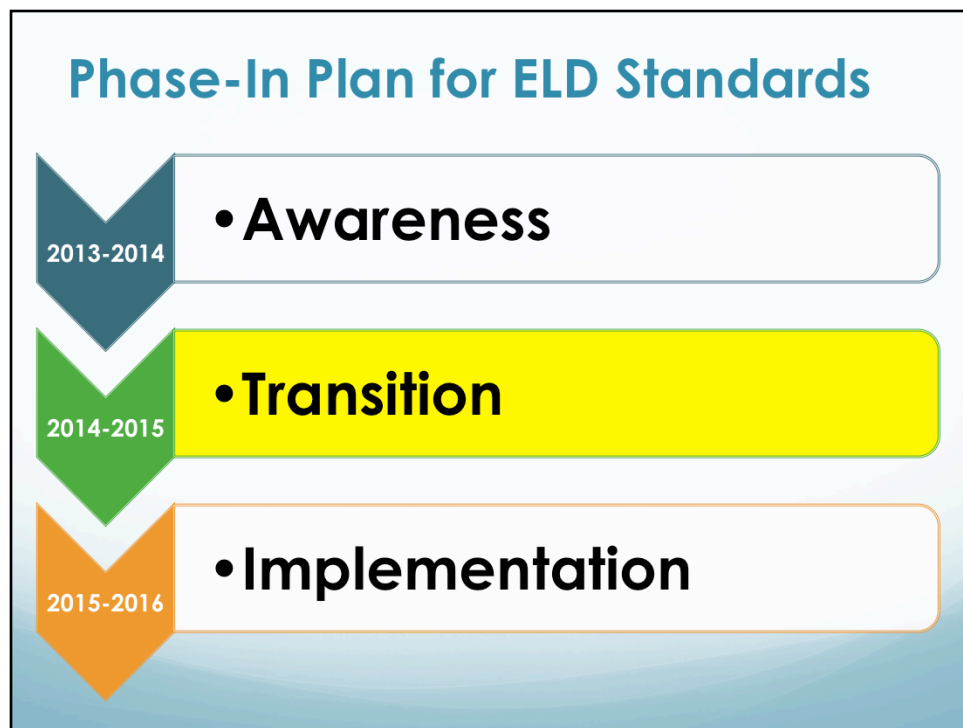 Phase-In Plan for ELD Standards
•Awareness
2013-2014
•Transition
2014-2015
•Implementation
2015-2016